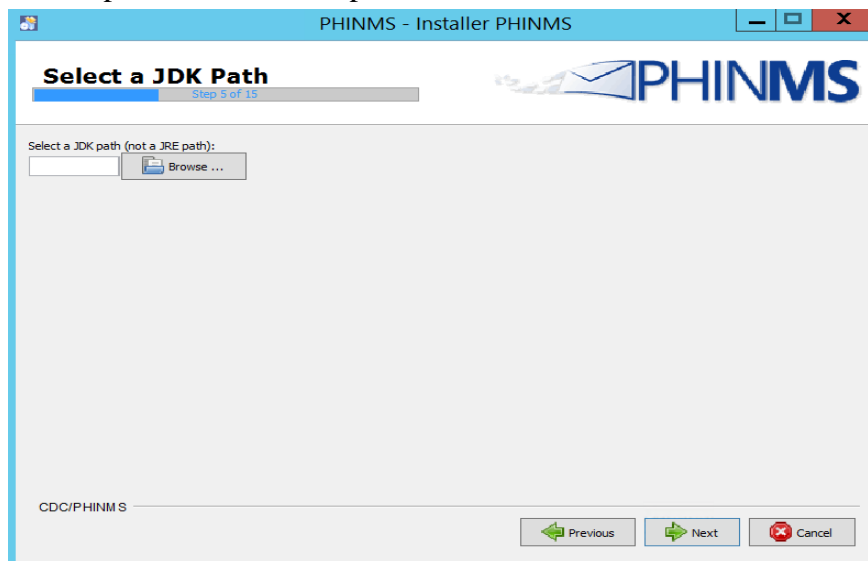 PHINMS - Installer PHINMS
Select a JDK Path
Step 5 of 15
PHINMS
Select a JDK path (not a JRE path):
Browse ...
CDC/PHINMS
Previous
Next
Cancel